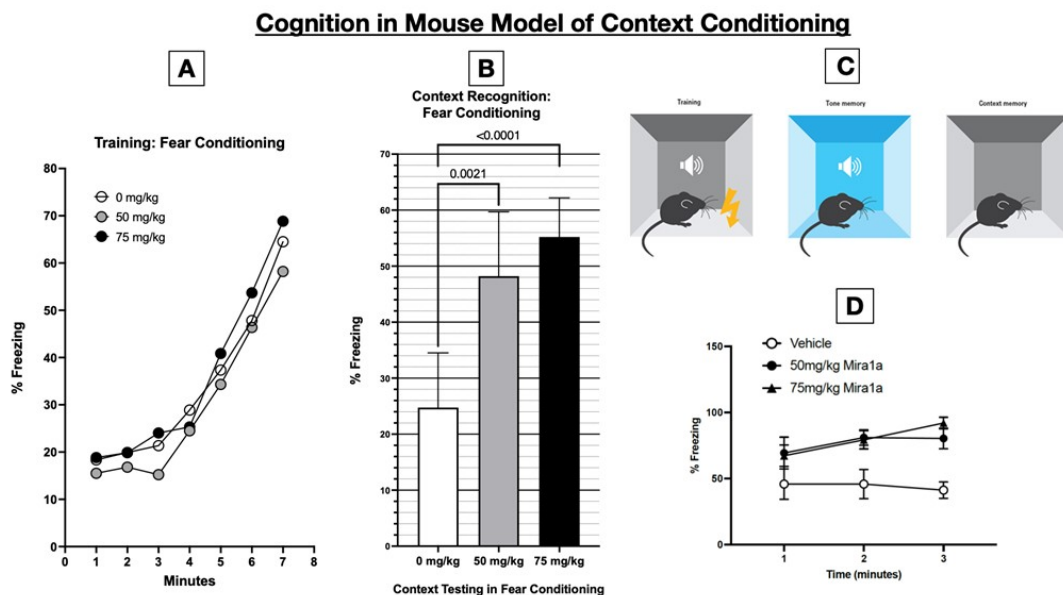 Cognition in Mouse Model of Context Conditioning
A
Training: Fear Conditioning
80
70
60
50
40
30
20
10
0
% Freezing
0 mg/kg
50 mg/kg
75 mg/kg
0 1 2 3 4 5 6 7 8
Minutes
B
Context Recognition:
Fear Conditioning
<0.0001
0.0021
70
60
50
40
30
20
10
0
% Freezing
0 mg/kg 50 mg/kg 75 mg/kg
Context Testing in Fear Conditioning
C
Training
Tone memory
Context memory
D
Vehicle
50mg/kg Mira1a
75mg/kg Mira1a
150
100
50
0
% Freezing
1 2 3
Time (minutes)